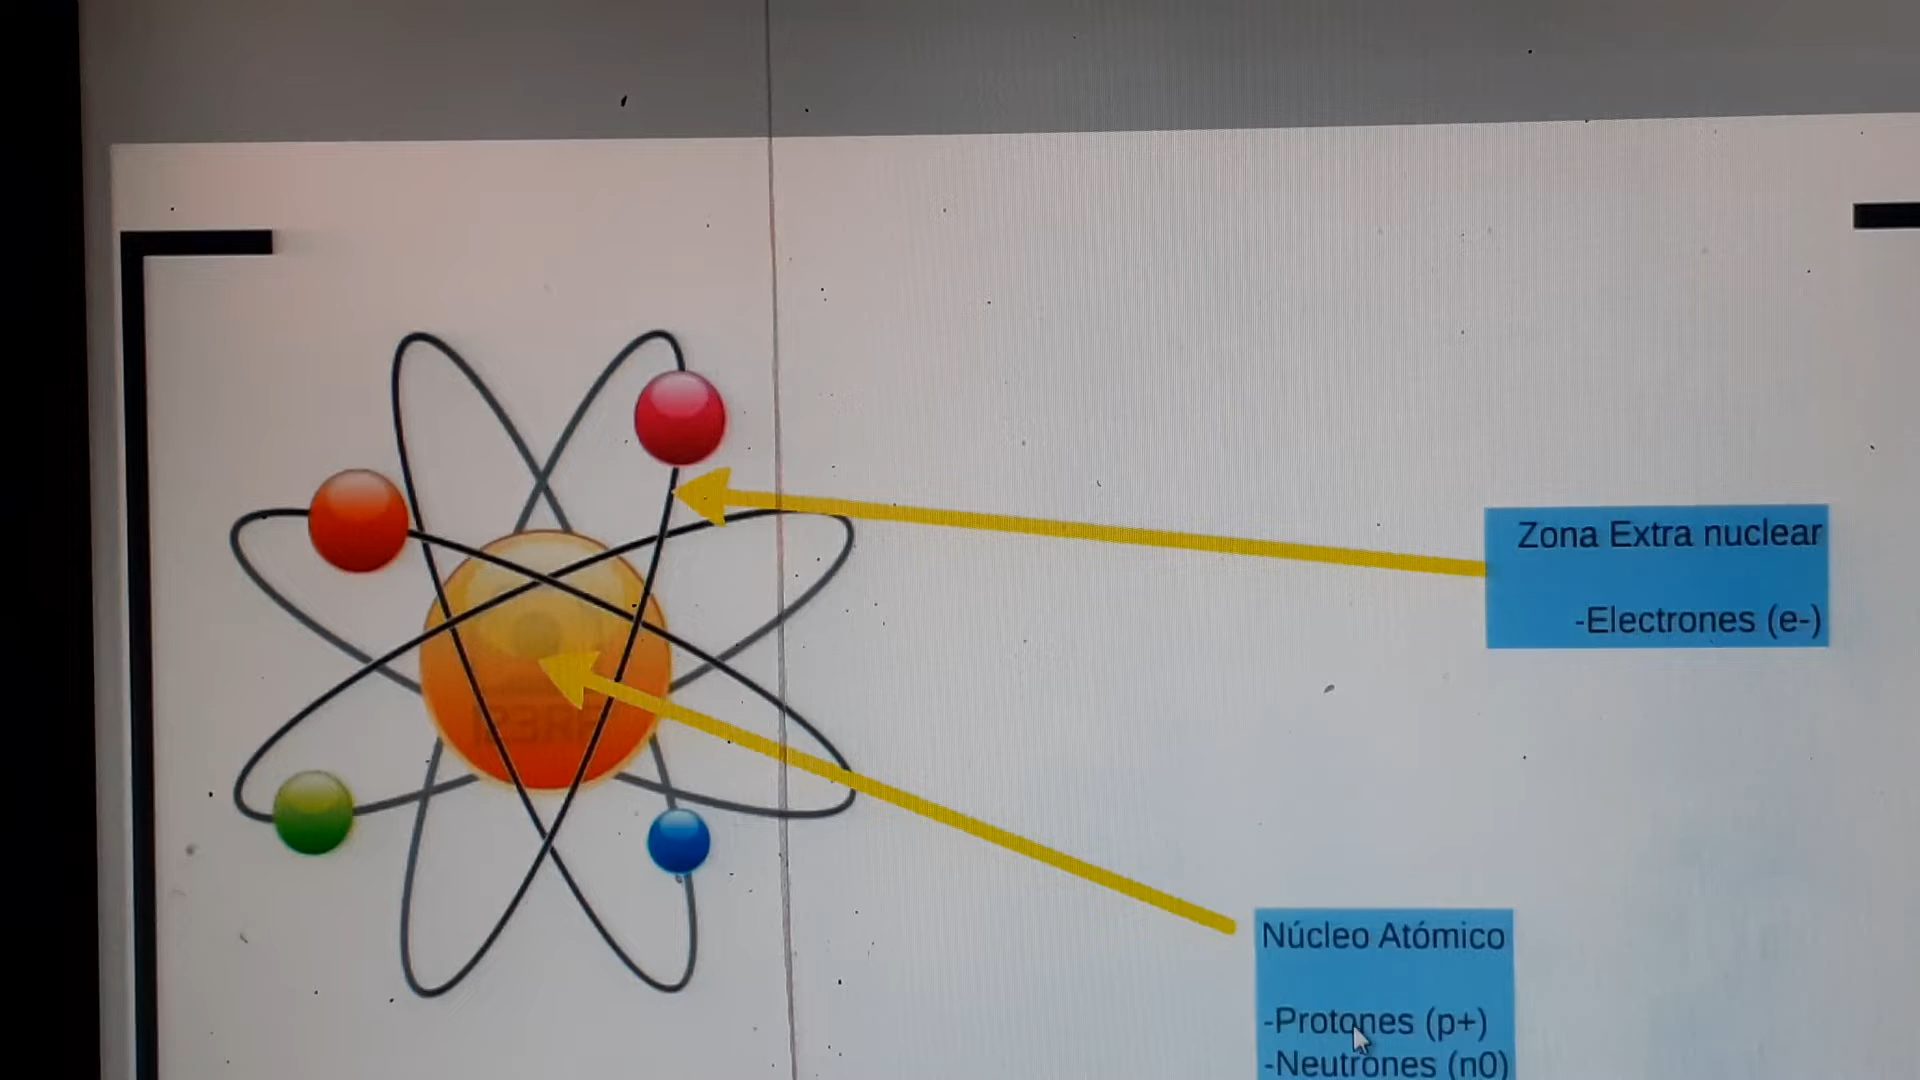 Zona Extra nuclear
-Electrones (e-)
Núcleo Atómico
-Protones (p+)
-Neutrones (n0)